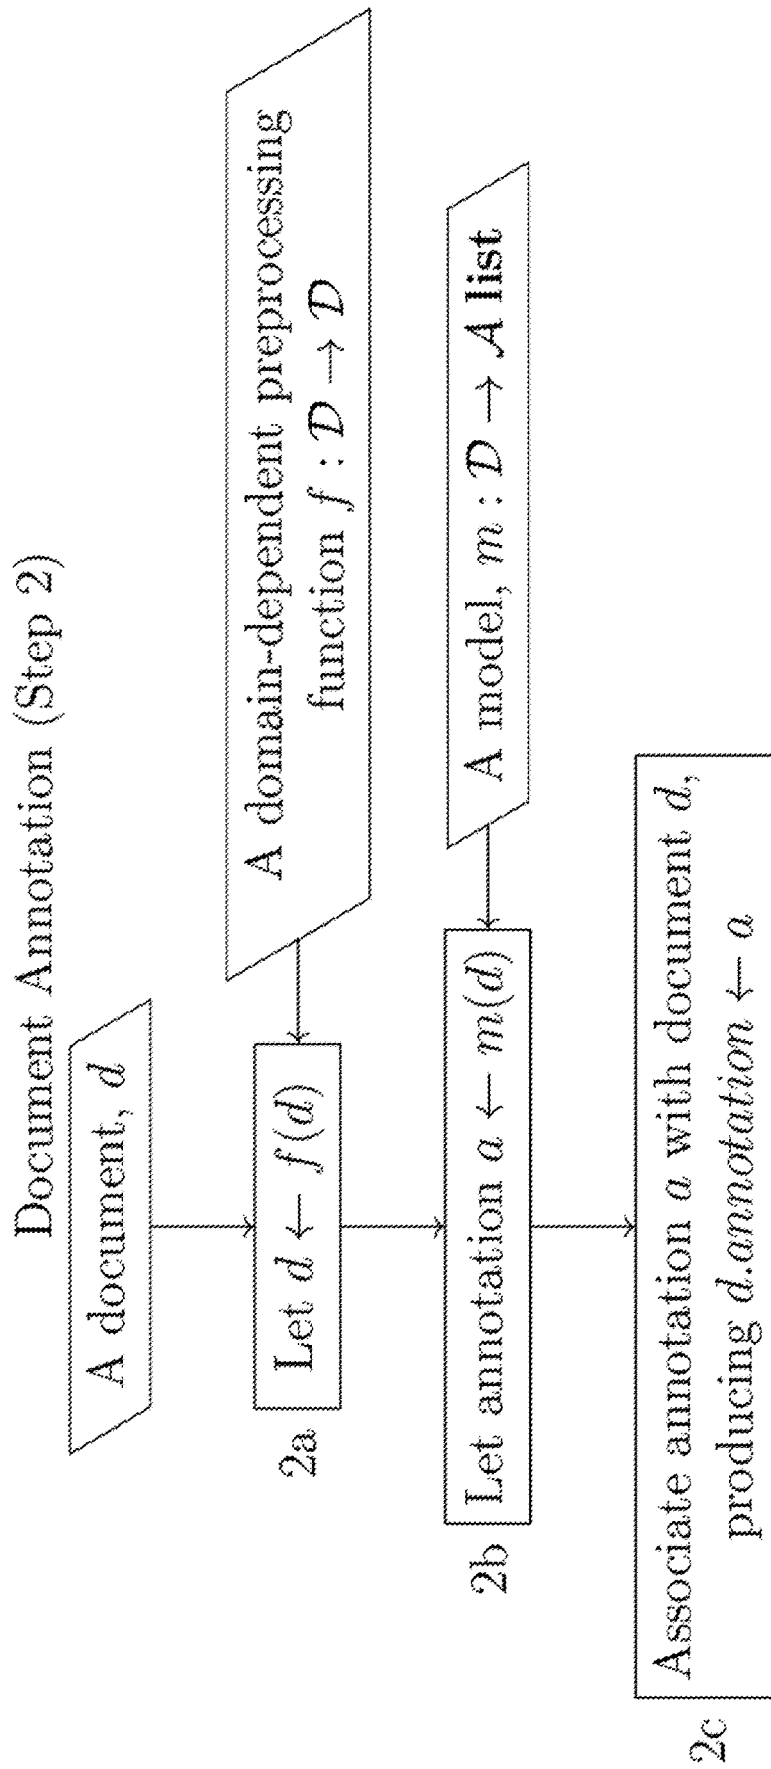 Document Annotation (Step 2)
A document, d
A domain-dependent preprocessing
function f : 𝒟 → 𝒟
2a
Let d ← f(d)
A model, m : 𝒟 → 𝒜 list
2b
Let annotation a ← m(d)
2c
Associate annotation a with document d,
producing d.annotation ← a